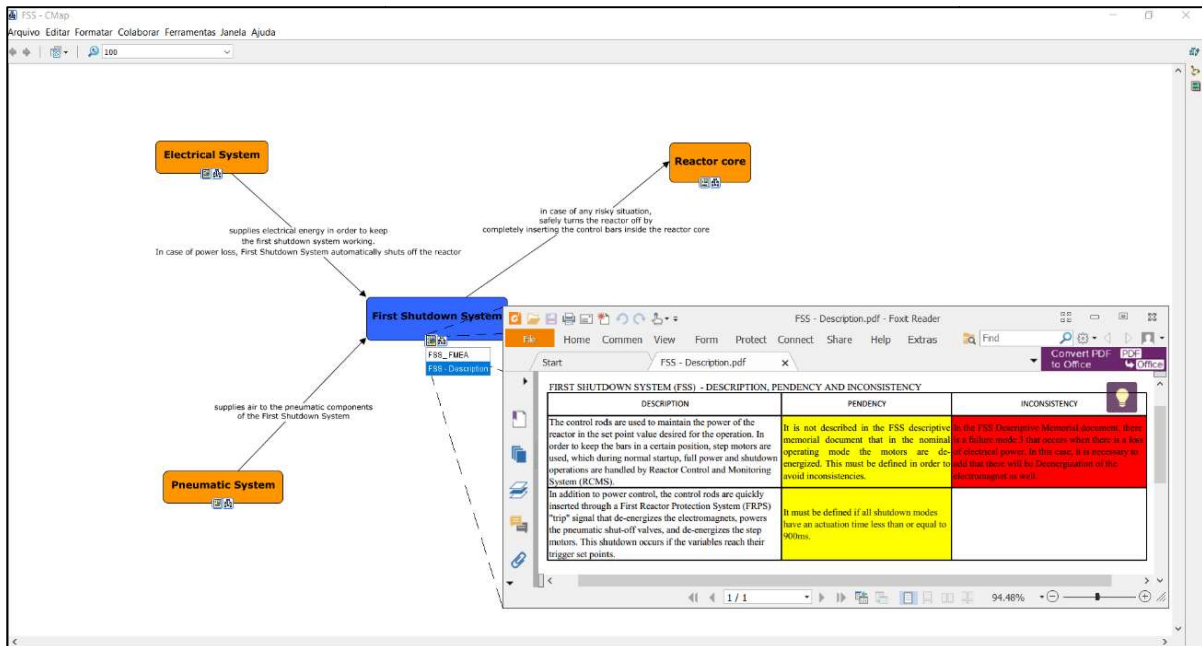 FSS - CMap
Arquivo Editar Formatar Colaborar Ferramentas Janela Ajuda
100
Electrical System
Reactor core
supplies electrical energy in order to keep
the first shutdown system working.
In case of power loss, First Shutdown System automatically shuts off the reactor
in case of any risky situation,
safely turns the reactor off by
completely inserting the control bars inside the reactor core
First Shutdown System
FSS_FMEA
FSS - Description
supplies air to the pneumatic components
of the First Shutdown System
Pneumatic System
FSS - Description.pdf - Foxit Reader
File Home Commen View Form Protect Connect Share Help Extras Find
Start FSS - Description.pdf x
Convert PDF
to Office
PDF
Office
FIRST SHUTDOWN SYSTEM (FSS) - DESCRIPTION, PENDENCY AND INCONSISTENCY
DESCRIPTION PENDENCY INCONSISTENCY
The control rods are used to maintain the power of the
reactor in the set point value desired for the operation. In
order to keep the bars in a certain position, step motors are
used, which during normal startup, full power and shutdown
operations are handled by Reactor Control and Monitoring
System (RCMS).
It is not described in the FSS descriptive
memorial document that in the nominal
operating mode the motors are de-
energized. This must be defined in order to
avoid inconsistencies.
In the FSS Descriptive Memorial document, there
is a failure mode 3 that occurs when there is a loss
of electrical power. In this case, it is necessary to
add that there will be Deenergization of the
electromagnet as well.
In addition to power control, the control rods are quickly
inserted through a First Reactor Protection System (FRPS)
"trip" signal that de-energizes the electromagnets, powers
the pneumatic shut-off valves, and de-energizes the step
motors. This shutdown occurs if the variables reach their
trigger set points.
It must be defined if all shutdown modes
have an actuation time less than or equal to
900ms.
1 / 1
94.48%